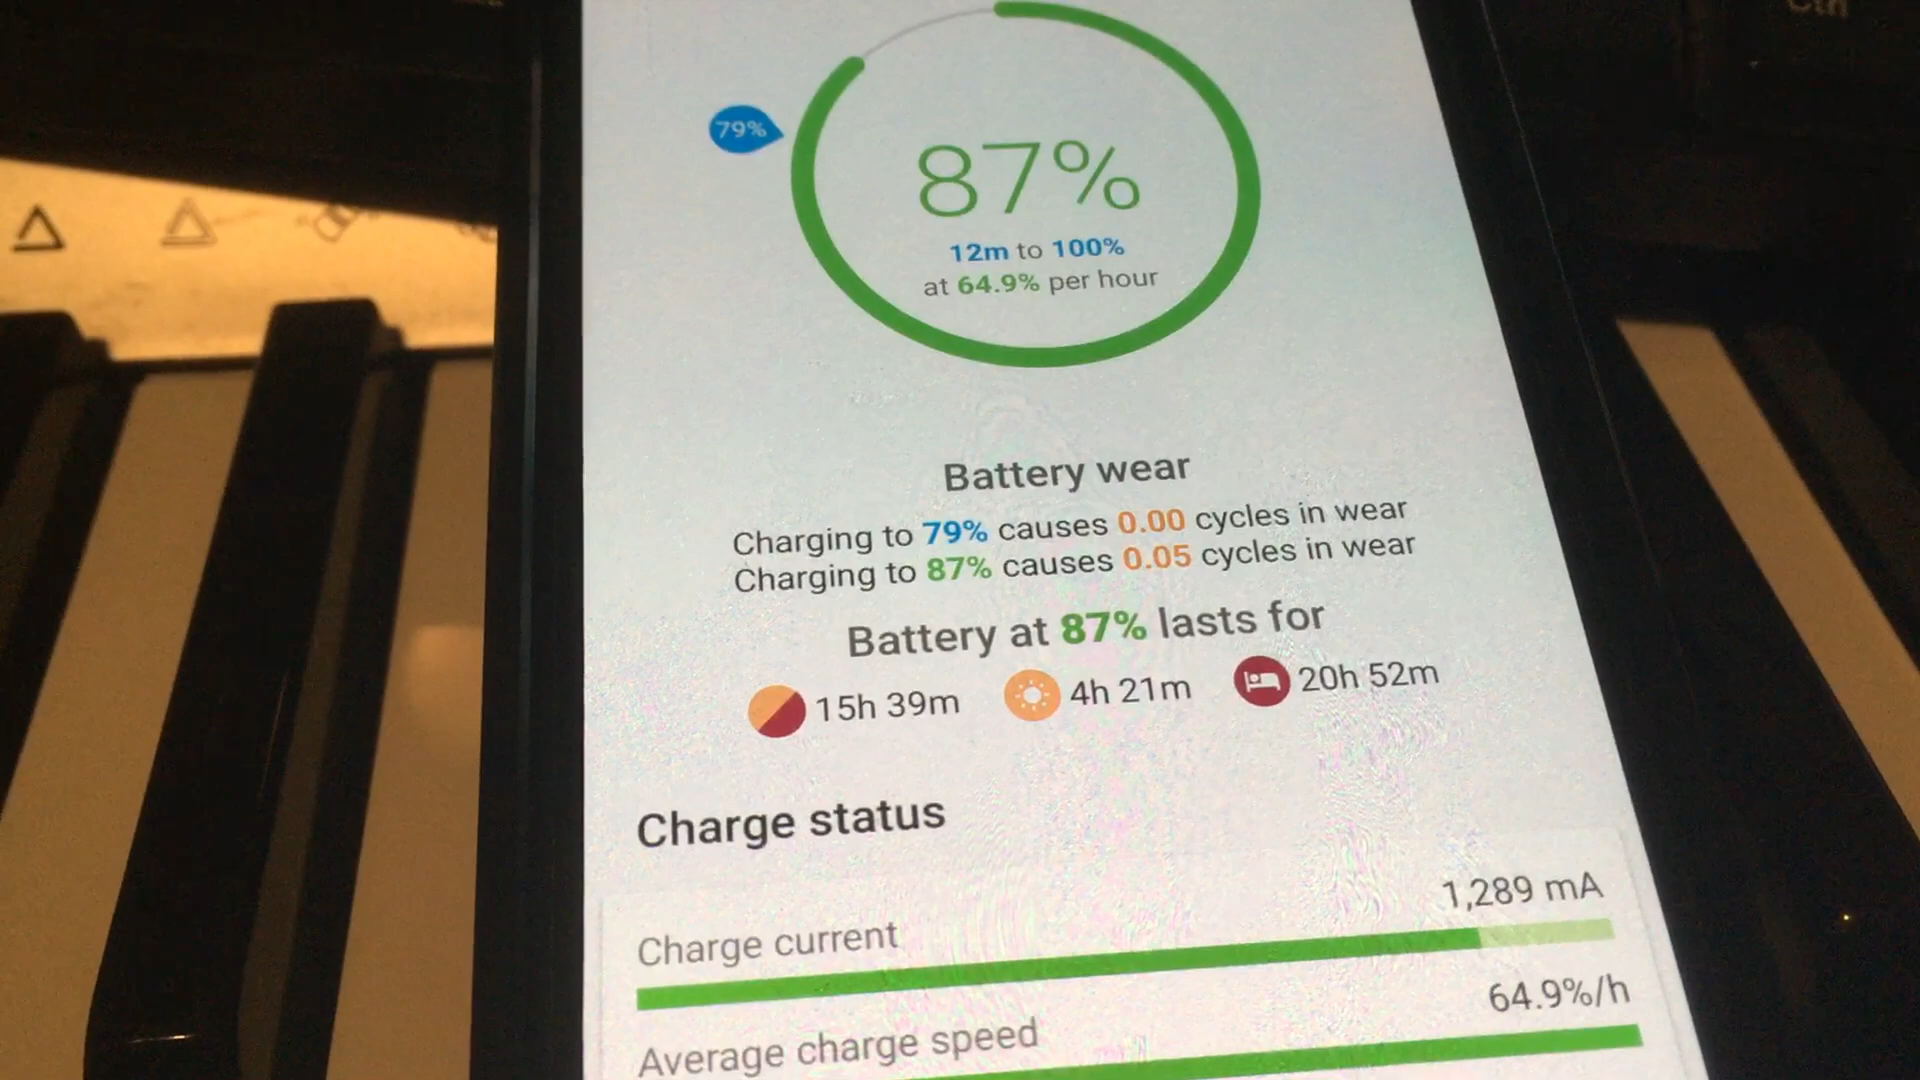 79%
87%
12m to 100%
at 64.9% per hour
Battery wear
Charging to 79% causes 0.00 cycles in wear
Charging to 87% causes 0.05 cycles in wear
Battery at 87% lasts for
15h 39m 4h 21m 20h 52m
Charge status
Charge current 1,289 mA
Average charge speed 64.9%/h